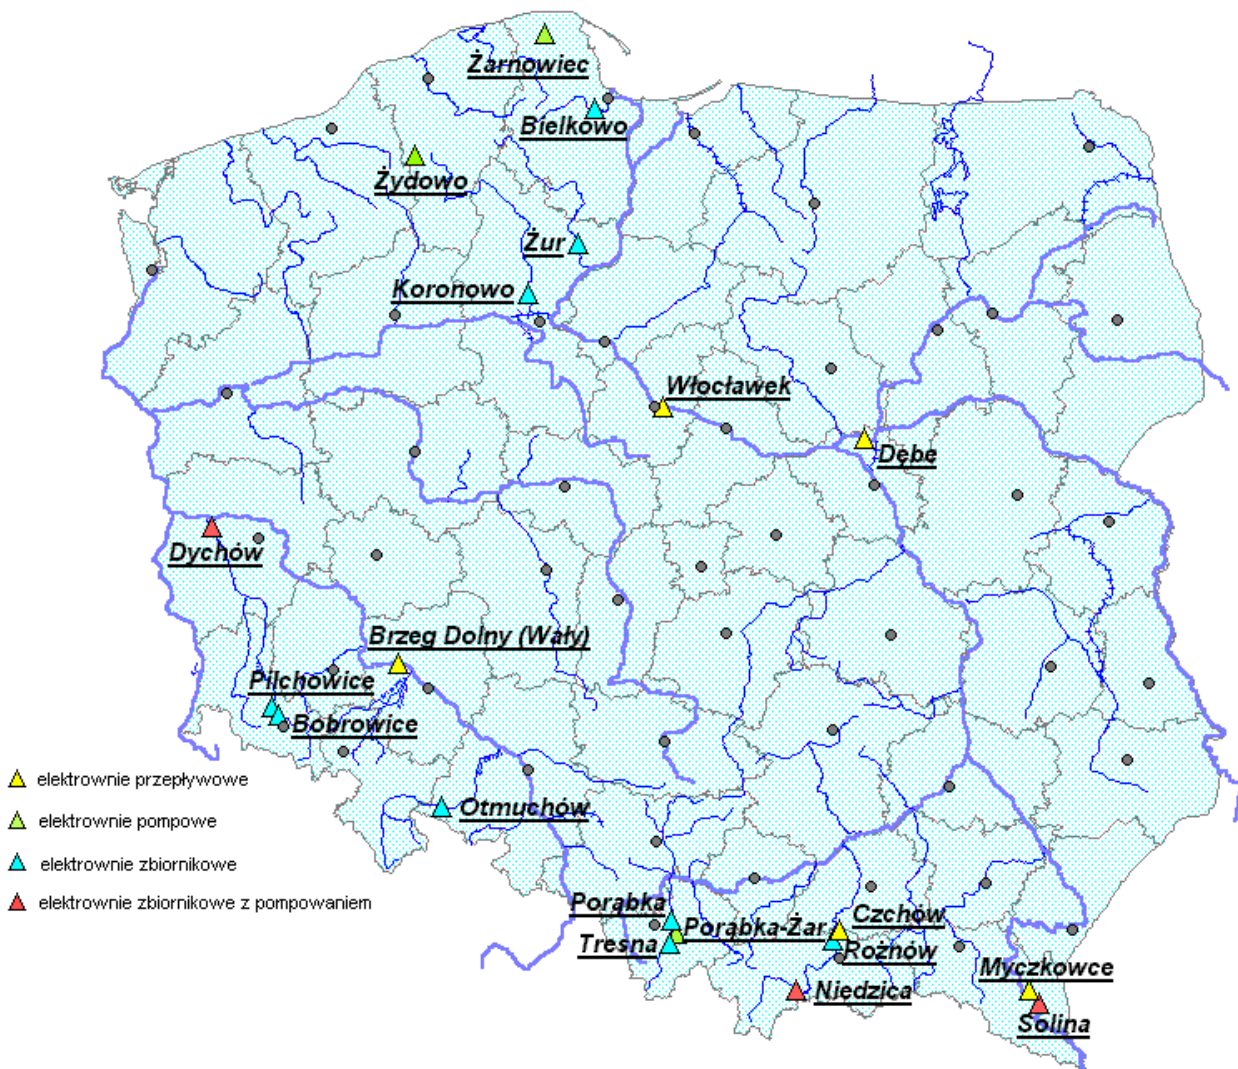 Żarnowiec
Bielkowo
Żydowo
Żur
Koronowo
Włocławek
Dębe
Dychów
Brzeg Dolny (Wały)
Pilchowice
Bobrowice
elektrownie przepływowe
Otmuchów
elektrownie pompowe
elektrownie zbiornikowe
elektrownie zbiornikowe z pompowaniem
Porąbka
Czchów
Porąbka-Żar
Tresna
Rożnów
Myczkowce
Niedzica
Solina